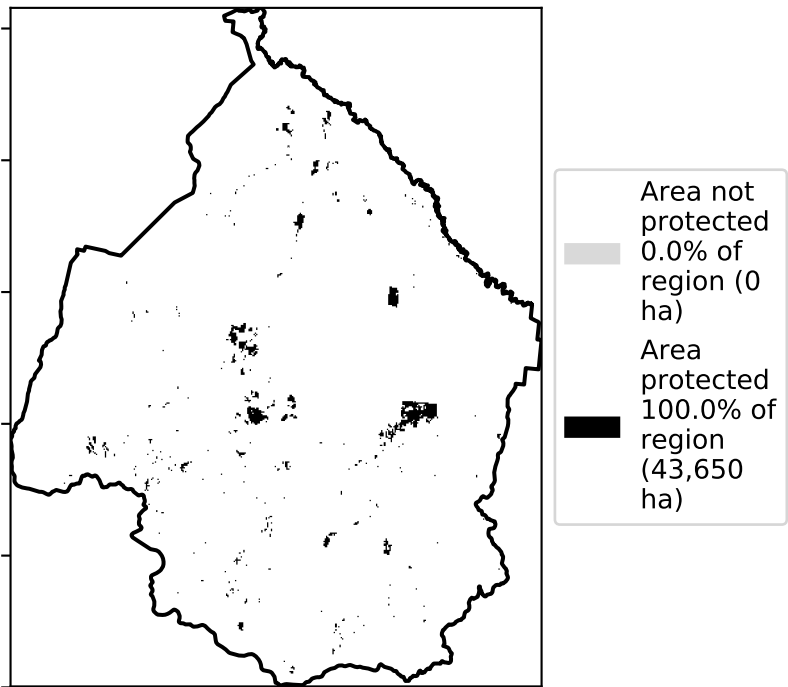 Area not
protected
0.0% of
region (0
ha)
Area
protected
100.0% of
region
(43,650
ha)